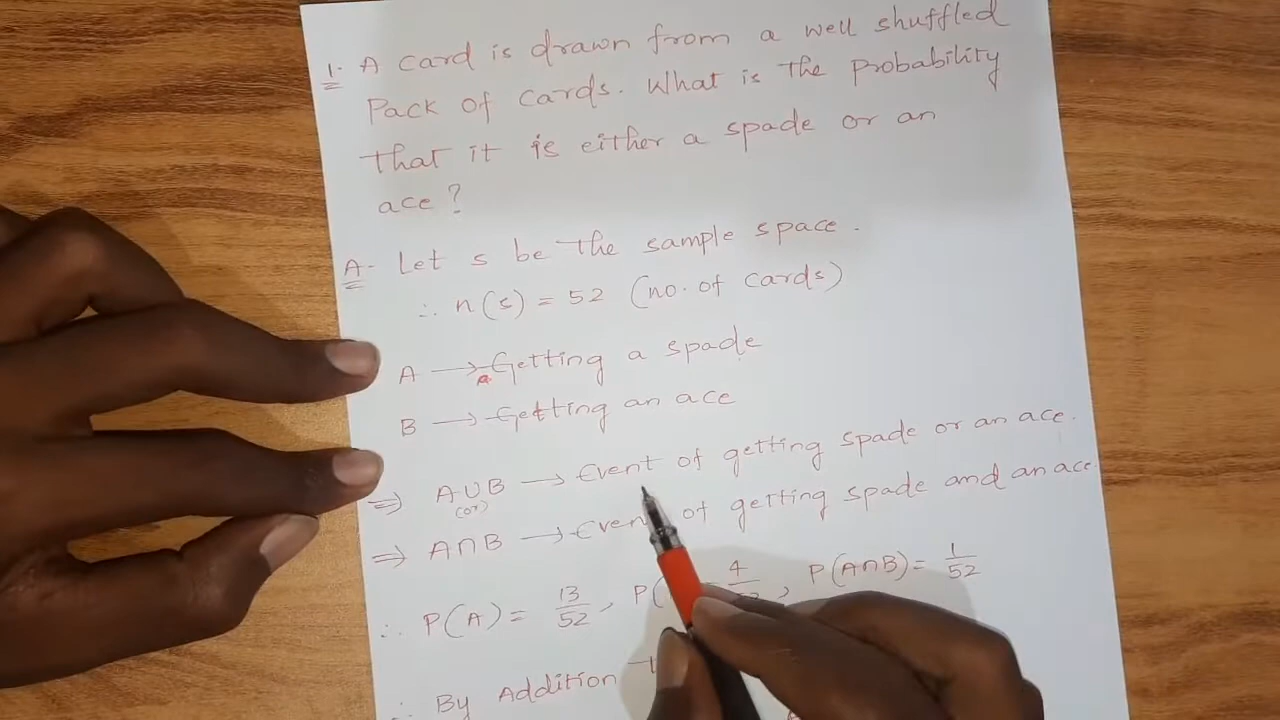 1. A card is drawn from a well shuffled
Pack of cards. What is the probability
that it is either a spade or an
ace?
A- Let s be the sample space.
∴ n(s) = 52 (no. of cards)
A → Getting a spade
B → Getting an ace
⇒ A∪B → Event of getting spade or an ace.
(or)
⇒ A∩B → Event of getting spade and an ace.
∴ P(A) = 13/52, P( 4 , P(A∩B) = 1/52
∴ By Addition